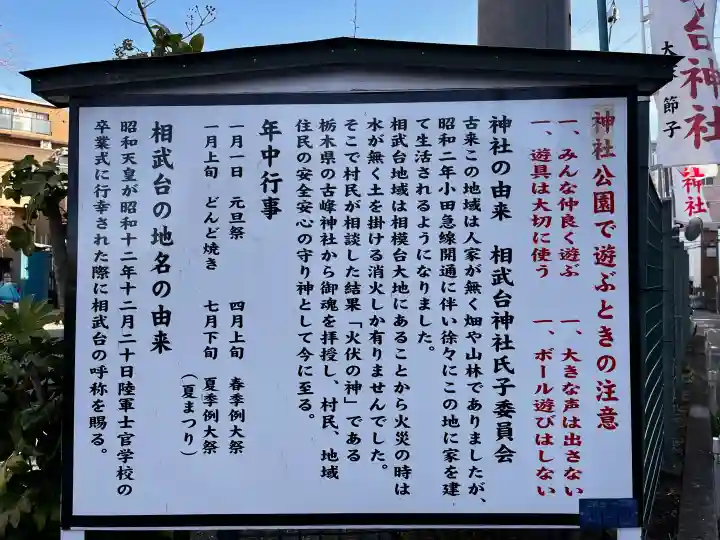 神社公園で遊ぶときの注意
一、みんな仲良く遊ぶ　一、大きな声は出さない
一、遊具は大切に使う　一、ボール遊びはしない
神社の由来　相武台神社氏子委員会
古来この地域は人家が無く畑や山林でありましたが、
昭和二年小田急線開通に伴い徐々にこの地に家を建
て生活されるようになりました。
相武台地域は相模台大地にあることから火災の時は
水が無く土を掛ける消火しか有りませんでした。
そこで村民が相談した結果「火伏の神」である
栃木県の古峰神社から御魂を拝授し、村民、地域
住民の安全安心の守り神として今に至る。
年中行事
一月一日　元旦祭　四月上旬　春季例大祭
一月上旬　どんど焼き　七月下旬　夏季例大祭
（夏まつり）
相武台の地名の由来
昭和天皇が昭和十二年十二月二十日陸軍士官学校の
卒業式に行幸された際に相武台の呼称を賜る。
台神社
節子
神社